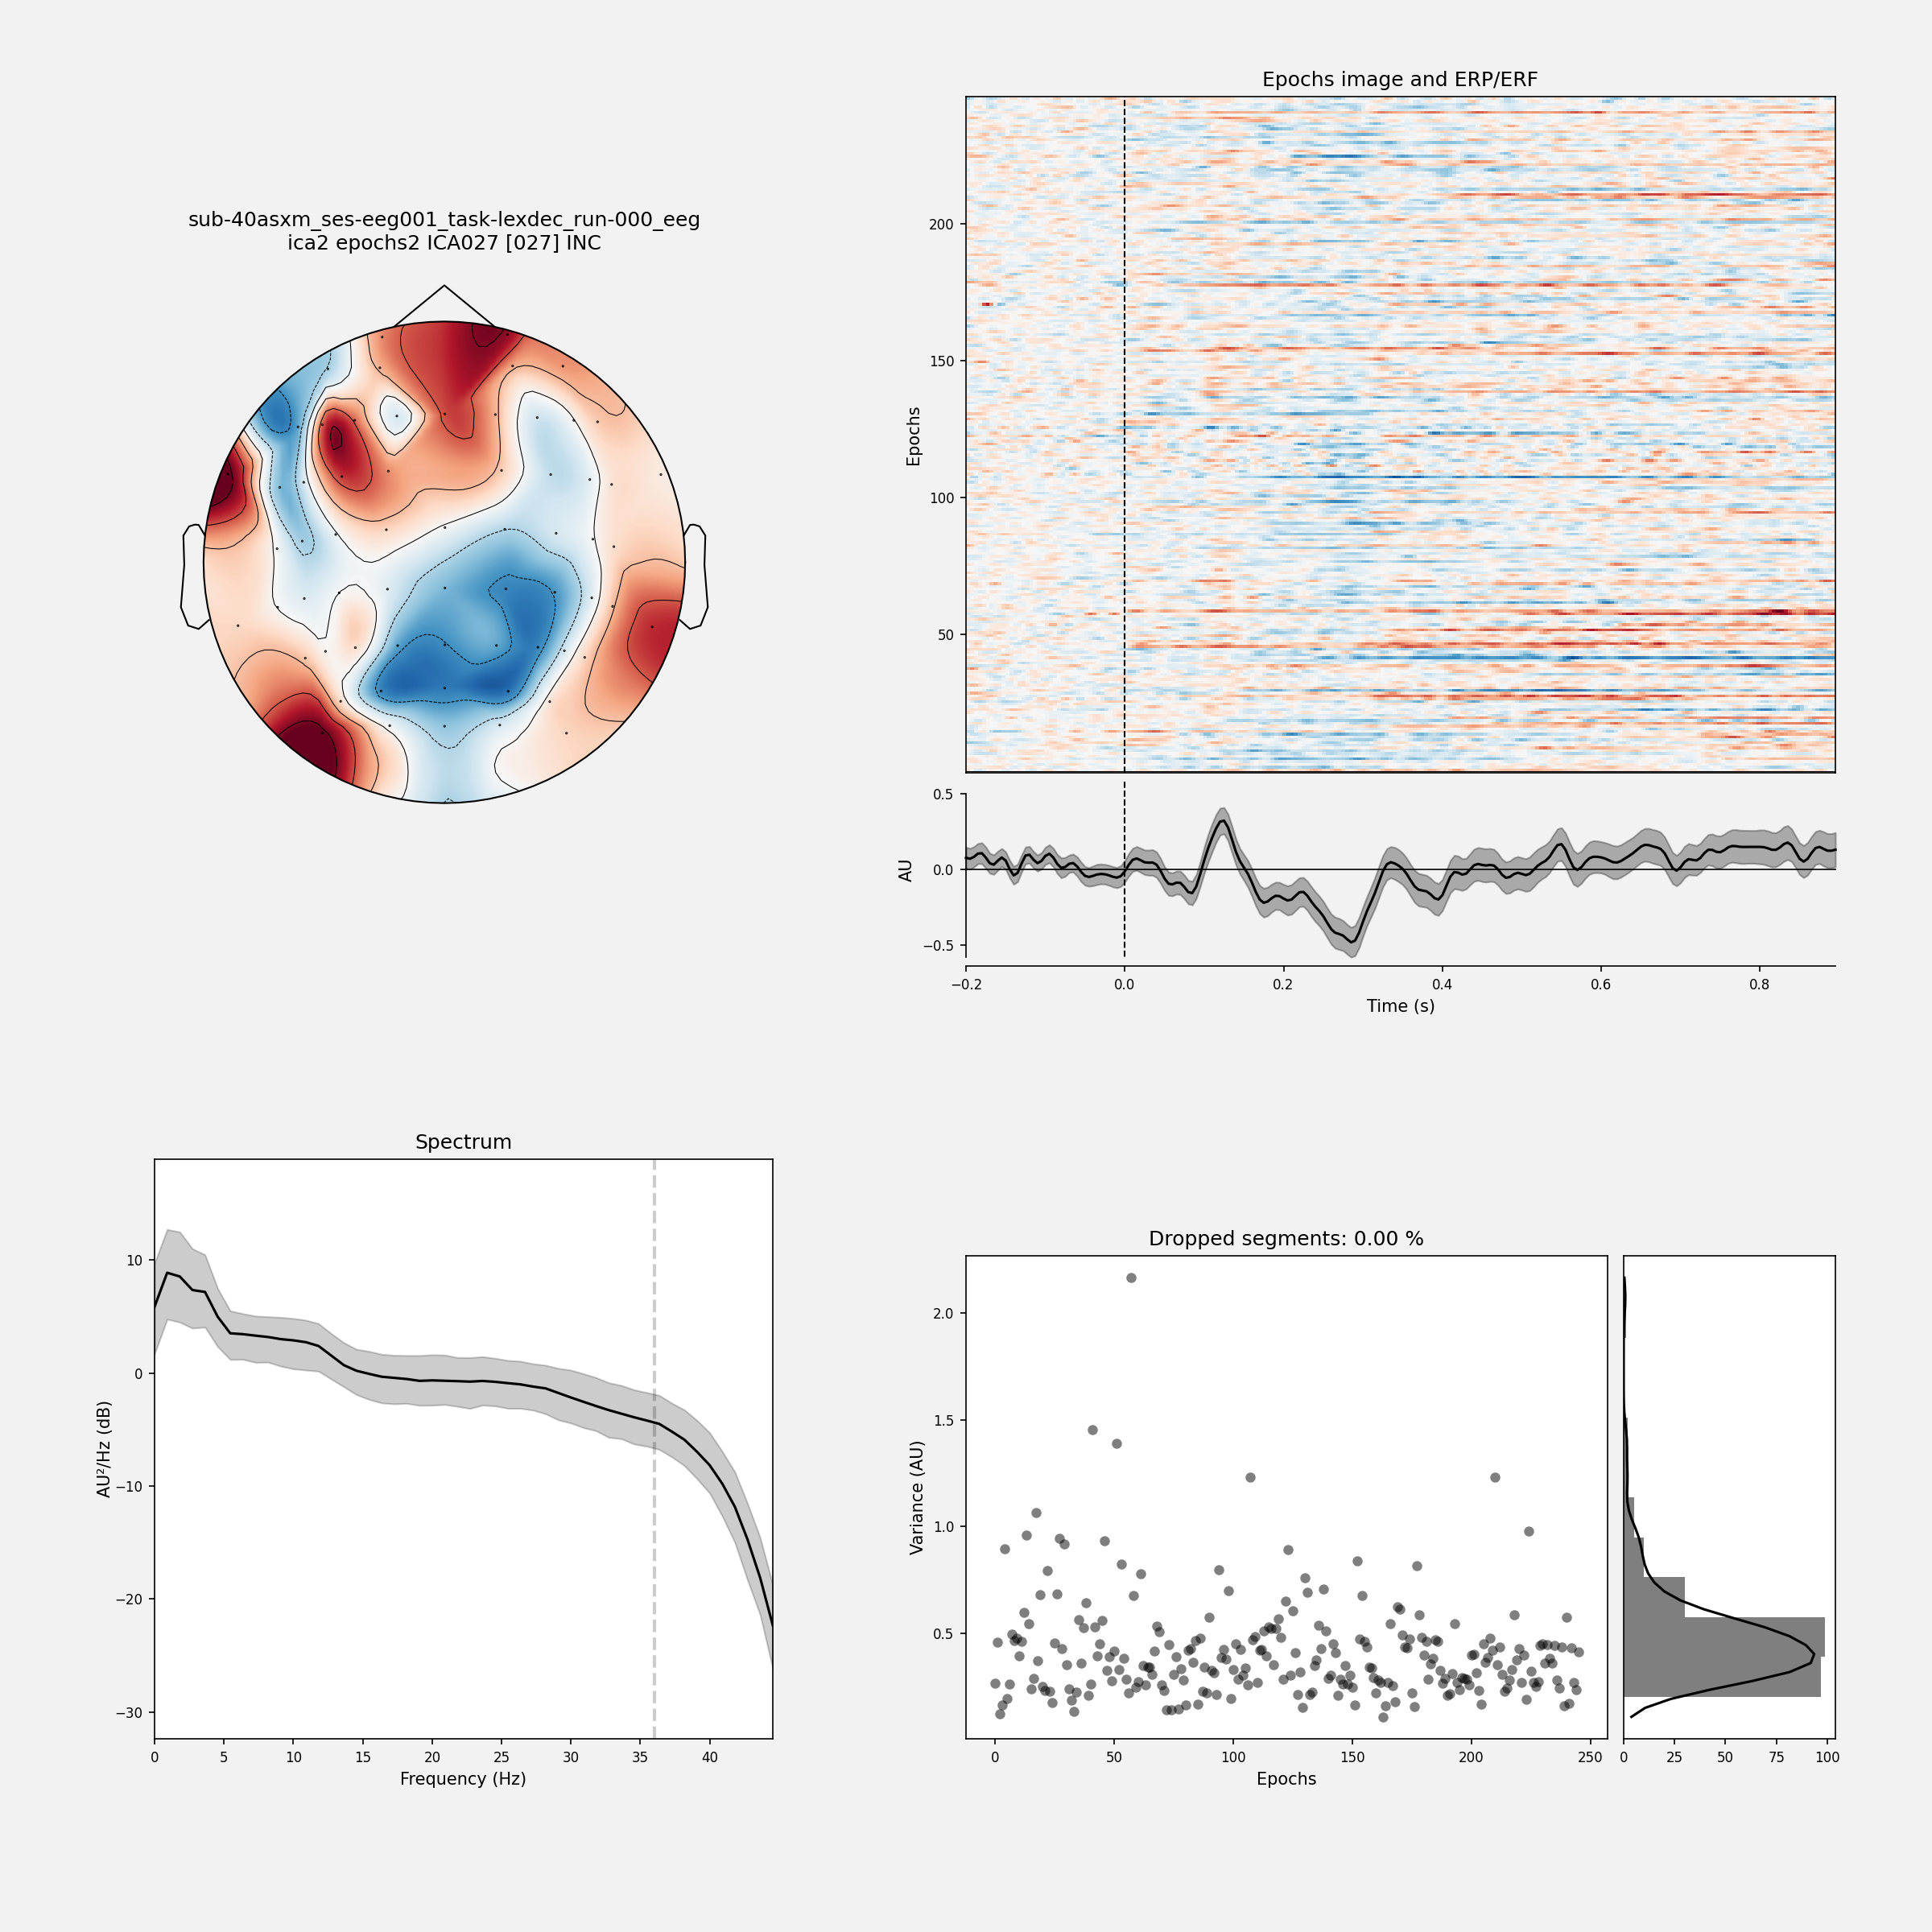 sub-40asxm_ses-eeg001_task-lexdec_run-000_eeg
ica2 epochs2 ICA027 [027] INC
Epochs image and ERP/ERF
Epochs
200
150
100
50
AU
0.5
0.0
−0.5
−0.2 0.0 0.2 0.4 0.6 0.8
Time (s)
Spectrum
AU²/Hz (dB)
10
0
−10
−20
−30
0 5 10 15 20 25 30 35 40
Frequency (Hz)
Dropped segments: 0.00 %
Variance (AU)
2.0
1.5
1.0
0.5
0 50 100 150 200 250
Epochs
0 25 50 75 100